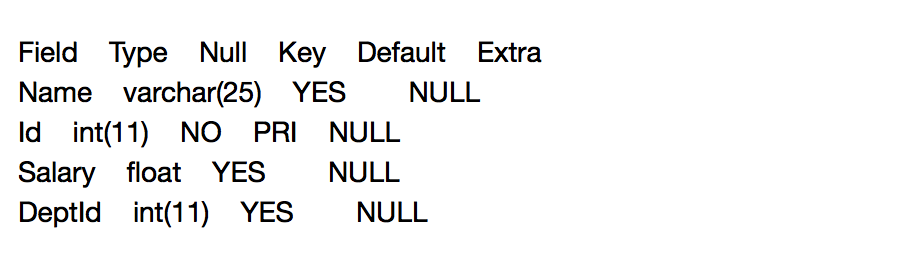 Field Type Null Key Default Extra
Name varchar(25) YES NULL
Id int(11) NO PRI NULL
Salary float YES NULL
DeptId int(11) YES NULL